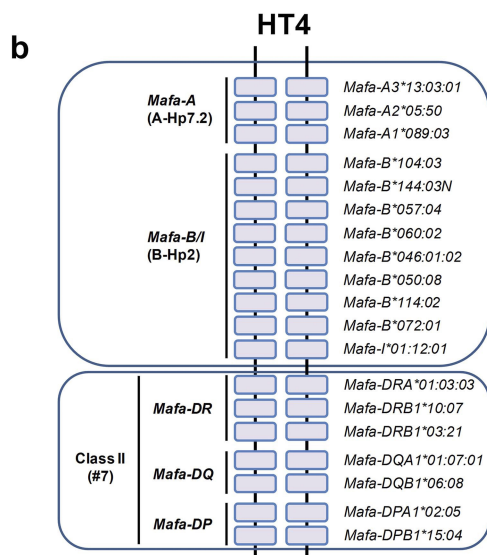 HT4
b
Mafa-A
(A-Hp7.2)
Mafa-A3*13:03:01
Mafa-A2*05:50
Mafa-A1*089:03
Mafa-B/I
(B-Hp2)
Mafa-B*104:03
Mafa-B*144:03N
Mafa-B*057:04
Mafa-B*060:02
Mafa-B*046:01:02
Mafa-B*050:08
Mafa-B*114:02
Mafa-B*072:01
Mafa-I*01:12:01
Class II
(#7)
Mafa-DR
Mafa-DRA*01:03:03
Mafa-DRB1*10:07
Mafa-DRB1*03:21
Mafa-DQ
Mafa-DQA1*01:07:01
Mafa-DQB1*06:08
Mafa-DP
Mafa-DPA1*02:05
Mafa-DPB1*15:04